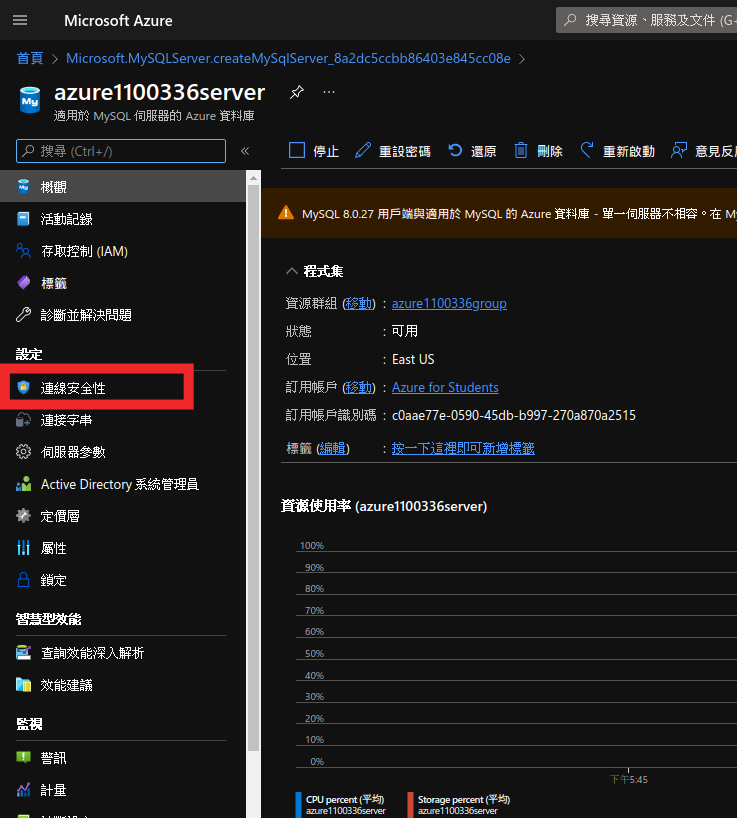 Microsoft Azure
搜尋資源、服務及文件 (G+
首頁 > Microsoft.MySQLServer.createMySqlServer_8a2dc5ccbb86403e845cc08e >
My
azure1100336server
適用於 MySQL 伺服器的 Azure 資料庫
搜尋 (Ctrl+/)
«
停止 重設密碼 還原 刪除 重新啟動 意見反
概觀
活動記錄
存取控制 (IAM)
標籤
診斷並解決問題
設定
連線安全性
連接字串
伺服器參數
Active Directory 系統管理員
定價層
屬性
鎖定
智慧型效能
查詢效能深入解析
效能建議
監視
警訊
計量
MySQL 8.0.27 用戶端與適用於 MySQL 的 Azure 資料庫 - 單一伺服器不相容。在 My
程式集
資源群組 (移動) : azure1100336group
狀態 : 可用
位置 : East US
訂用帳戶 (移動) : Azure for Students
訂用帳戶識別碼 : c0aae77e-0590-45db-b997-270a870a2515
標籤 (編輯) : 按一下這裡即可新增標籤
資源使用率 (azure1100336server)
100%
90%
80%
70%
60%
50%
40%
30%
20%
10%
0%
下午5:45
CPU percent (平均)
azure1100336server
Storage percent (平均)
azure1100336server